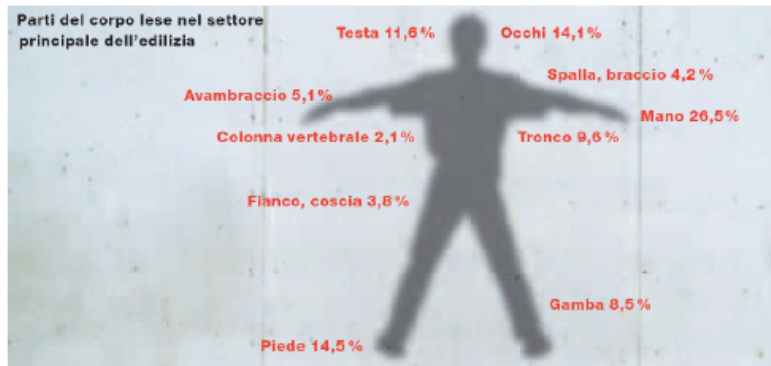 Parti del corpo lese nel settore
principale dell'edilizia
Testa 11,6%
Occhi 14,1%
Spalla, braccio 4,2%
Avambraccio 5,1%
Mano 26,5%
Colonna vertebrale 2,1%
Tronco 9,6%
Fianco, coscia 3,8%
Gamba 8,5%
Piede 14,5%